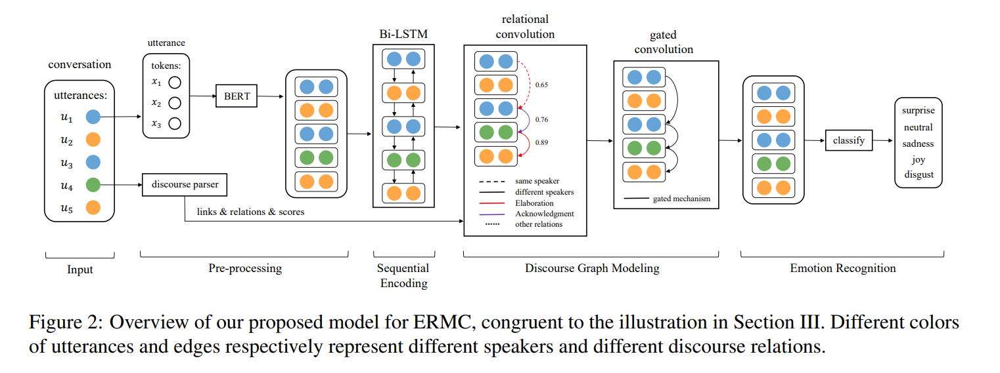 conversation
utterances:
u1
u2
u3
u4
u5
utterance
tokens:
x1
x2
x3
BERT
discourse parser
links & relations & scores
Bi-LSTM
relational
convolution
0.65
0.76
0.89
same speaker
different speakers
Elaboration
Acknowledgment
...... other relations
gated
convolution
gated mechanism
classify
surprise
neutral
sadness
joy
disgust
Input
Pre-processing
Sequential
Encoding
Discourse Graph Modeling
Emotion Recognition
Figure 2: Overview of our proposed model for ERMC, congruent to the illustration in Section III. Different colors
of utterances and edges respectively represent different speakers and different discourse relations.